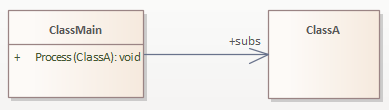 ClassMain
+ Process(ClassA): void
+subs
ClassA